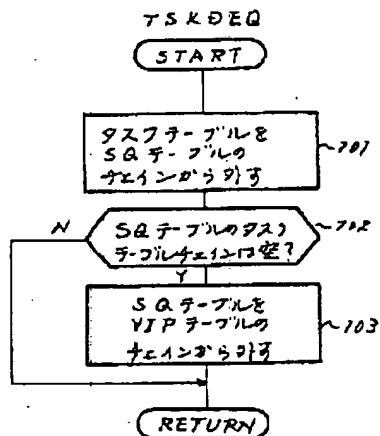 TSKDEQ
START
タスクテーブルを
SQテーブルの
チェインから外す
701
SQテーブルのタスク
テーブルチェインは空?
702
N
Y
SQテーブルを
VIPテーブルの
チェインから外す
703
RETURN